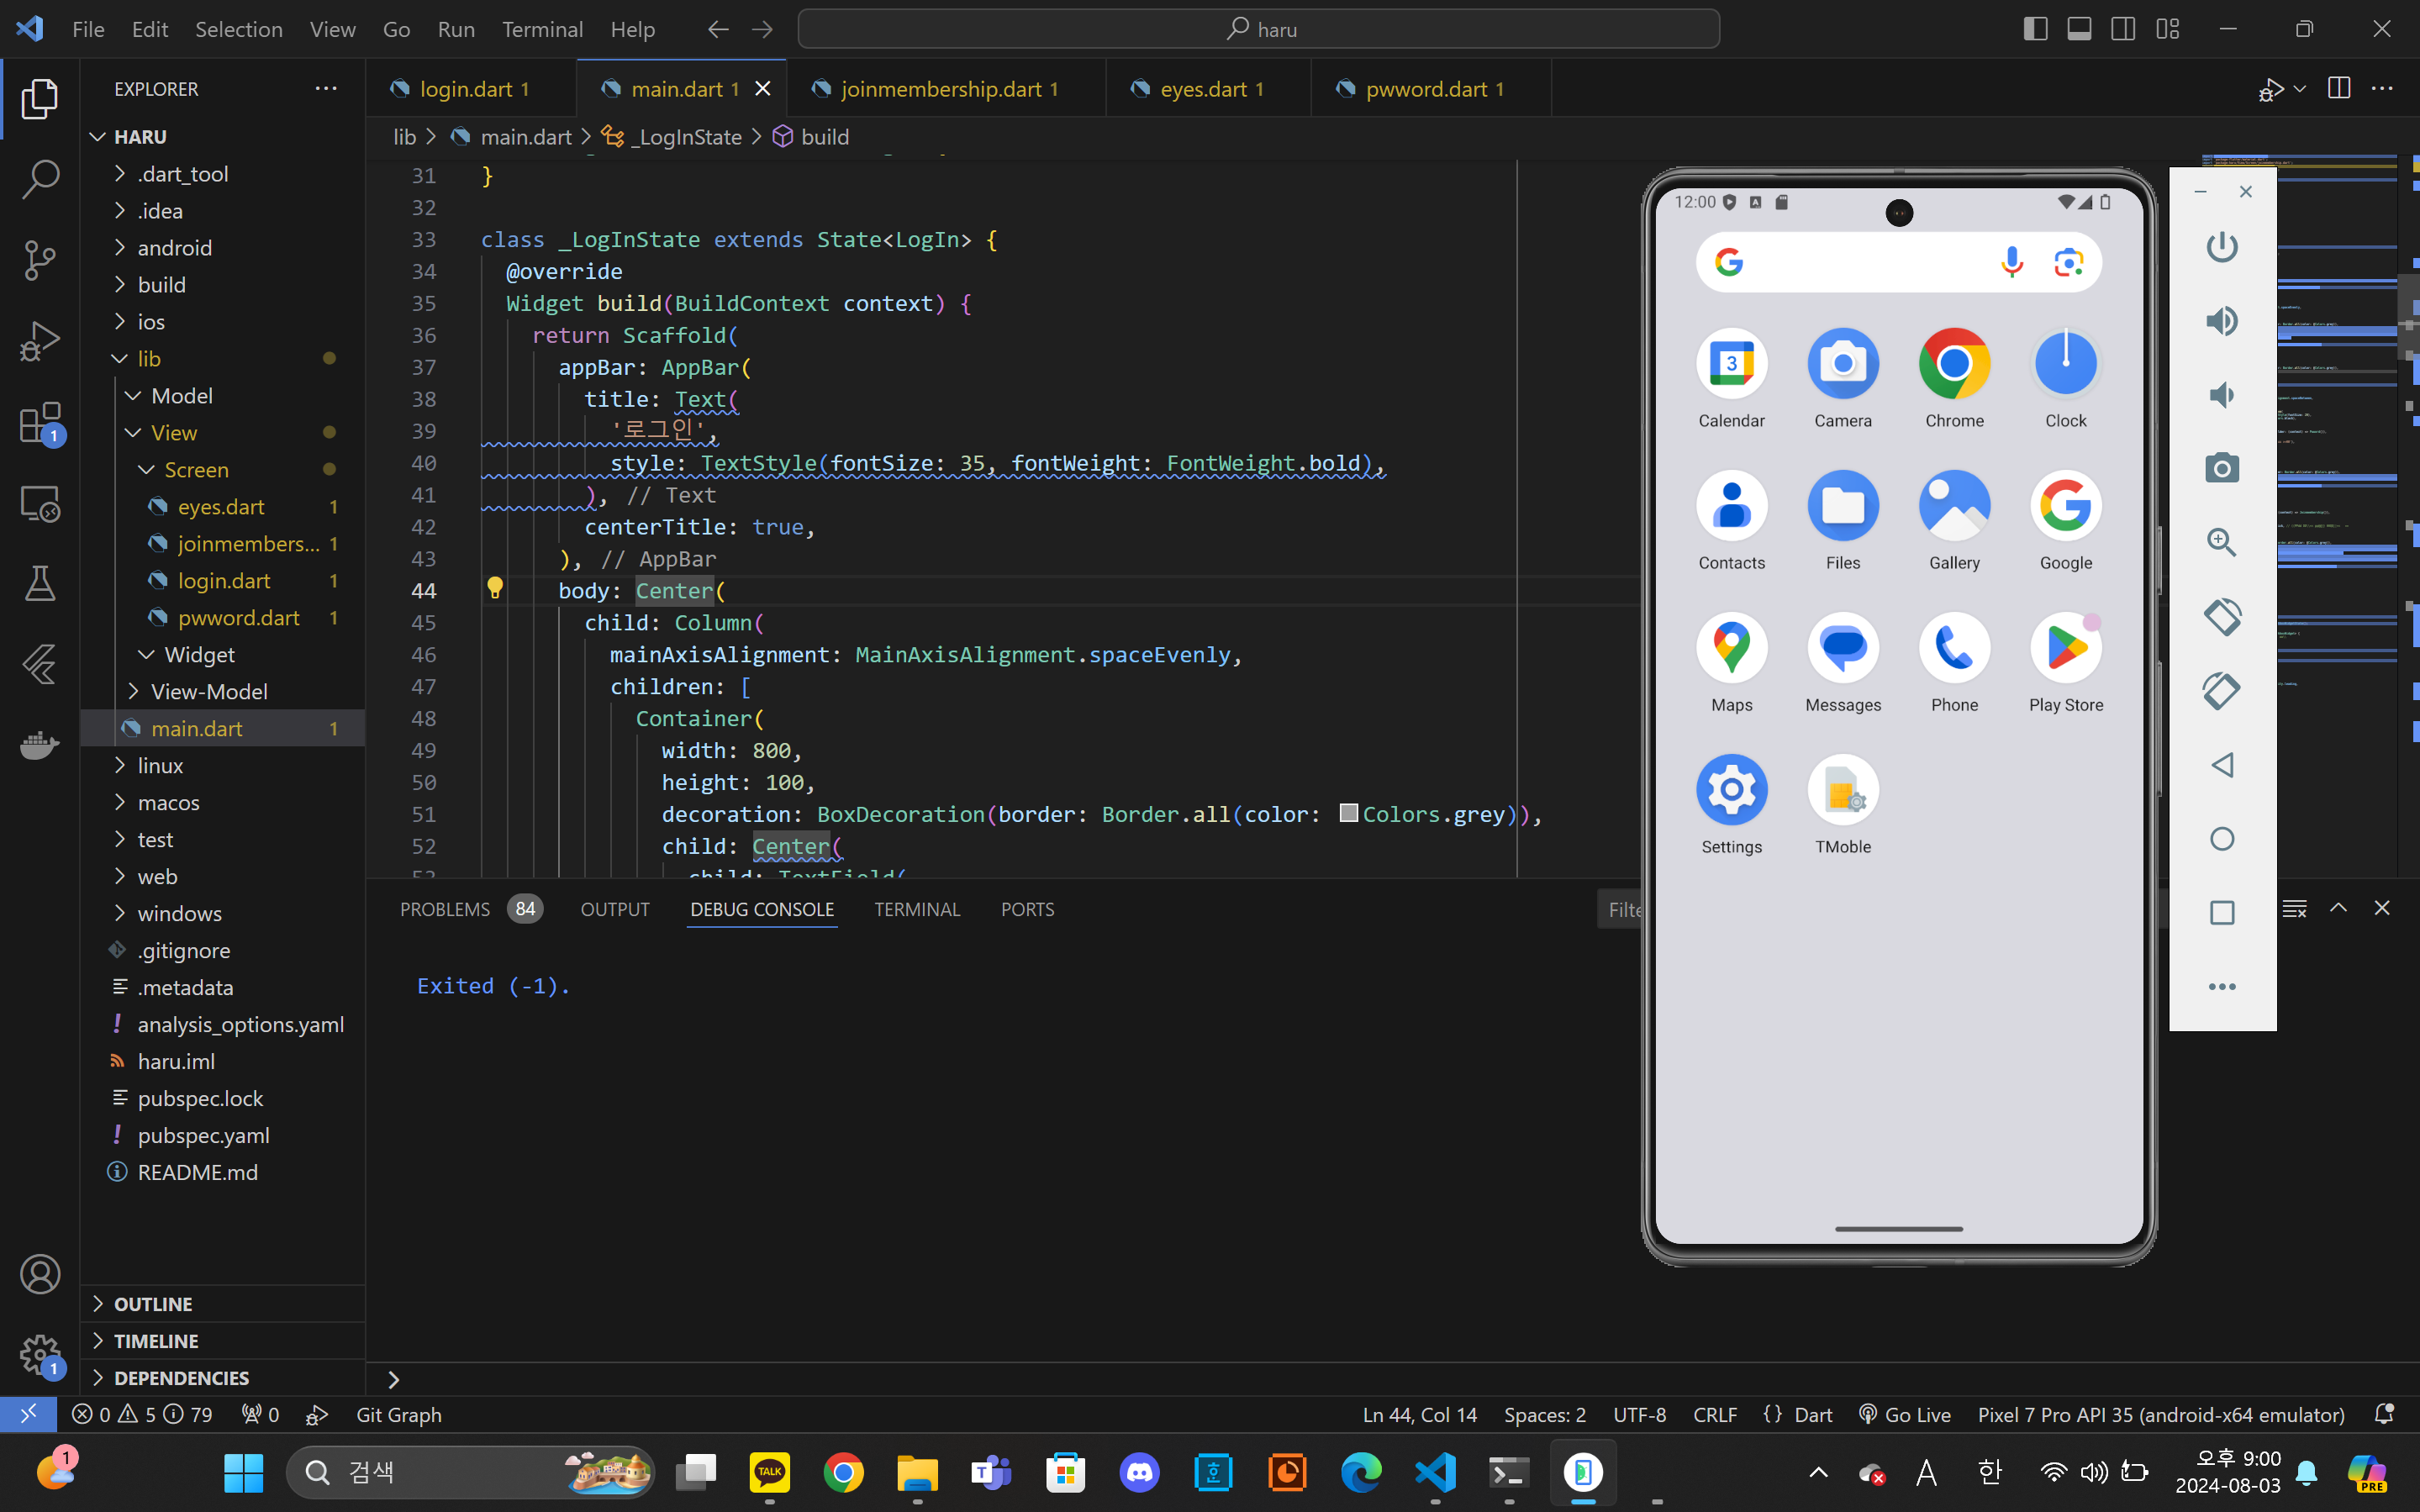 File Edit Selection View Go Run Terminal Help
haru
EXPLORER
login.dart 1
main.dart 1
joinmembership.dart 1
eyes.dart 1
pwword.dart 1
lib > main.dart > _LogInState > build
HARU
.dart_tool
.idea
android
build
ios
lib
Model
View
Screen
eyes.dart 1
joinmembers... 1
login.dart 1
pwword.dart 1
Widget
View-Model
main.dart 1
linux
macos
test
web
windows
.gitignore
.metadata
analysis_options.yaml
haru.iml
pubspec.lock
pubspec.yaml
README.md
OUTLINE
TIMELINE
DEPENDENCIES
31 }
32
33 class _LogInState extends State<LogIn> {
34 @override
35 Widget build(BuildContext context) {
36 return Scaffold(
37 appBar: AppBar(
38 title: Text(
39 '로그인',
40 style: TextStyle(fontSize: 35, fontWeight: FontWeight.bold),
41 ), // Text
42 centerTitle: true,
43 ), // AppBar
44 body: Center(
45 child: Column(
46 mainAxisAlignment: MainAxisAlignment.spaceEvenly,
47 children: [
48 Container(
49 width: 800,
50 height: 100,
51 decoration: BoxDecoration(border: Border.all(color: Colors.grey)),
52 child: Center(
53 child: TextField(
PROBLEMS 84 OUTPUT DEBUG CONSOLE TERMINAL PORTS
Filte
Exited (-1).
12:00
3
Calendar Camera Chrome Clock
Contacts Files Gallery Google
Maps Messages Phone Play Store
Settings TMoble
0 5 79 0 Git Graph
Ln 44, Col 14 Spaces: 2 UTF-8 CRLF {} Dart Go Live Pixel 7 Pro API 35 (android-x64 emulator)
1
검색
TALK
A 한
오후 9:00
2024-08-03
PRE